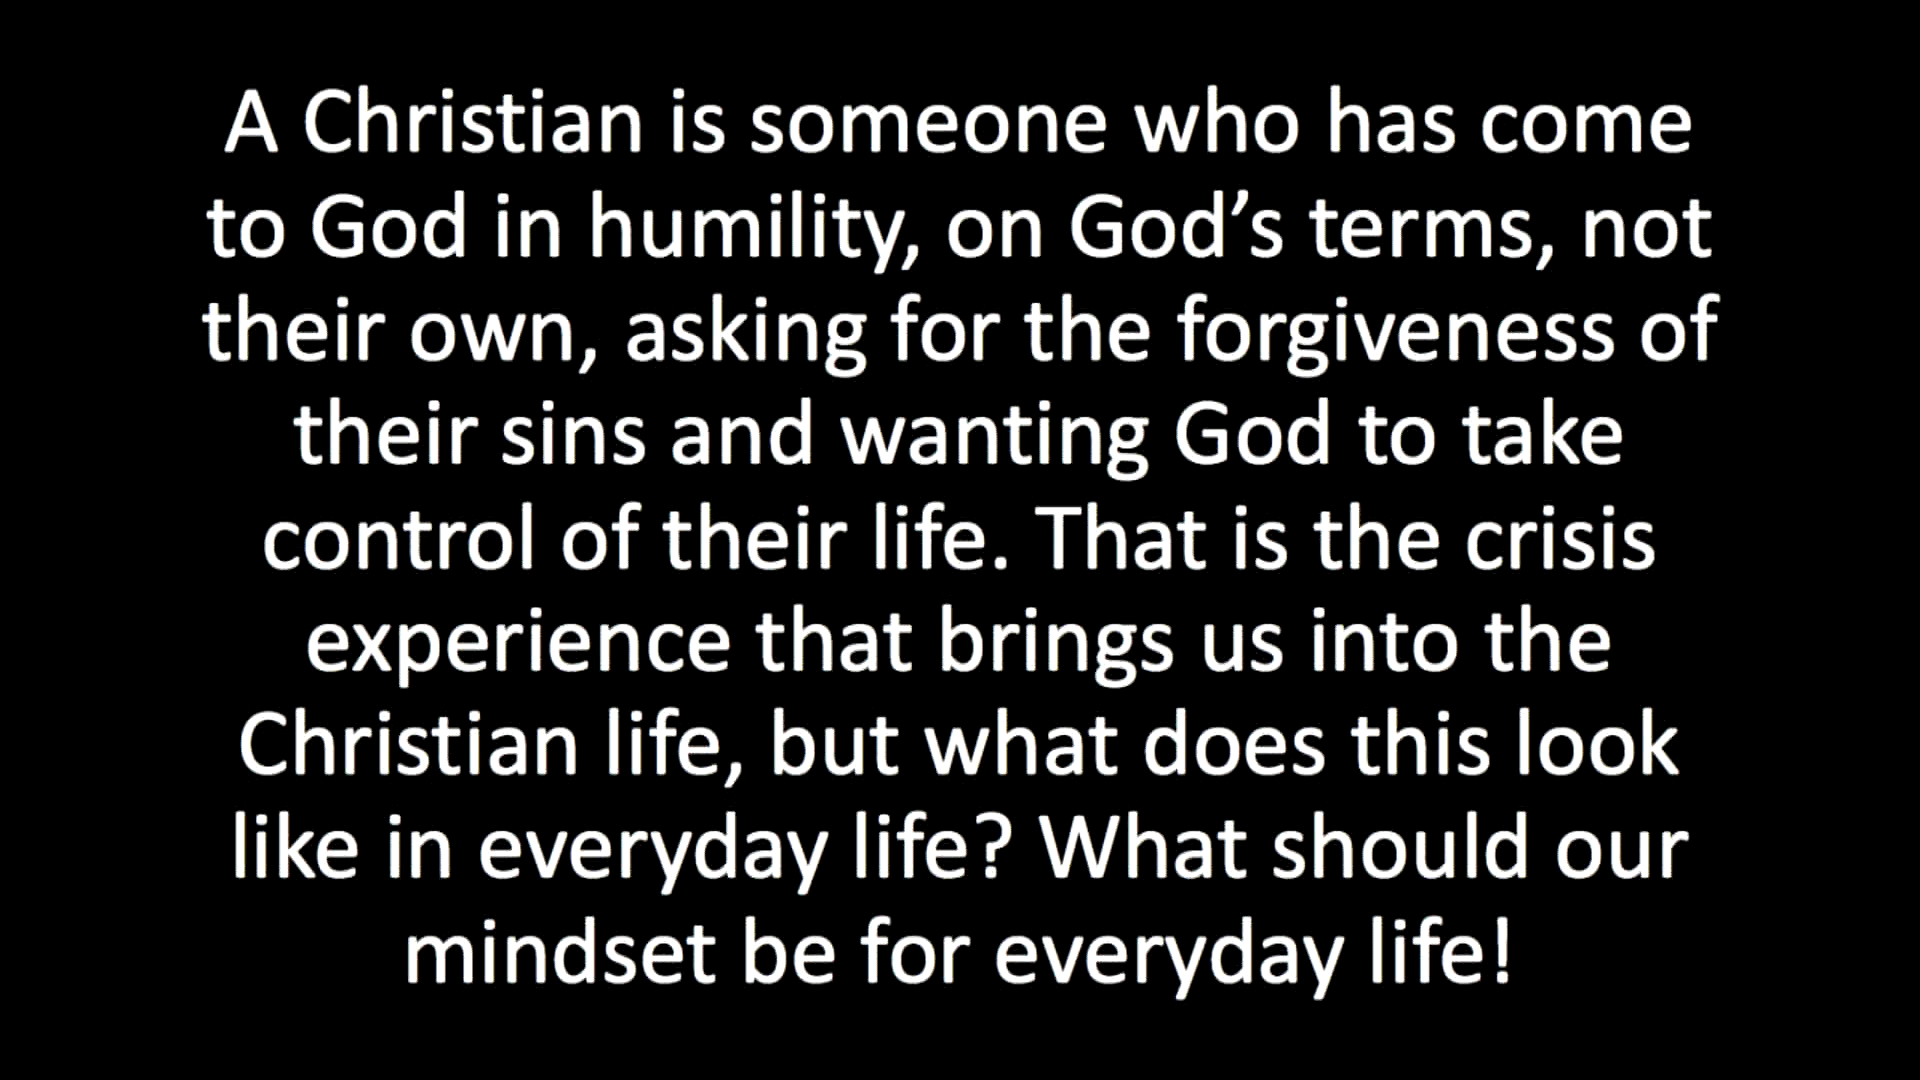 A Christian is someone who has come
to God in humility, on God’s terms, not
their own, asking for the forgiveness of
their sins and wanting God to take
control of their life. That is the crisis
experience that brings us into the
Christian life, but what does this look
like in everyday life? What should our
mindset be for everyday life!